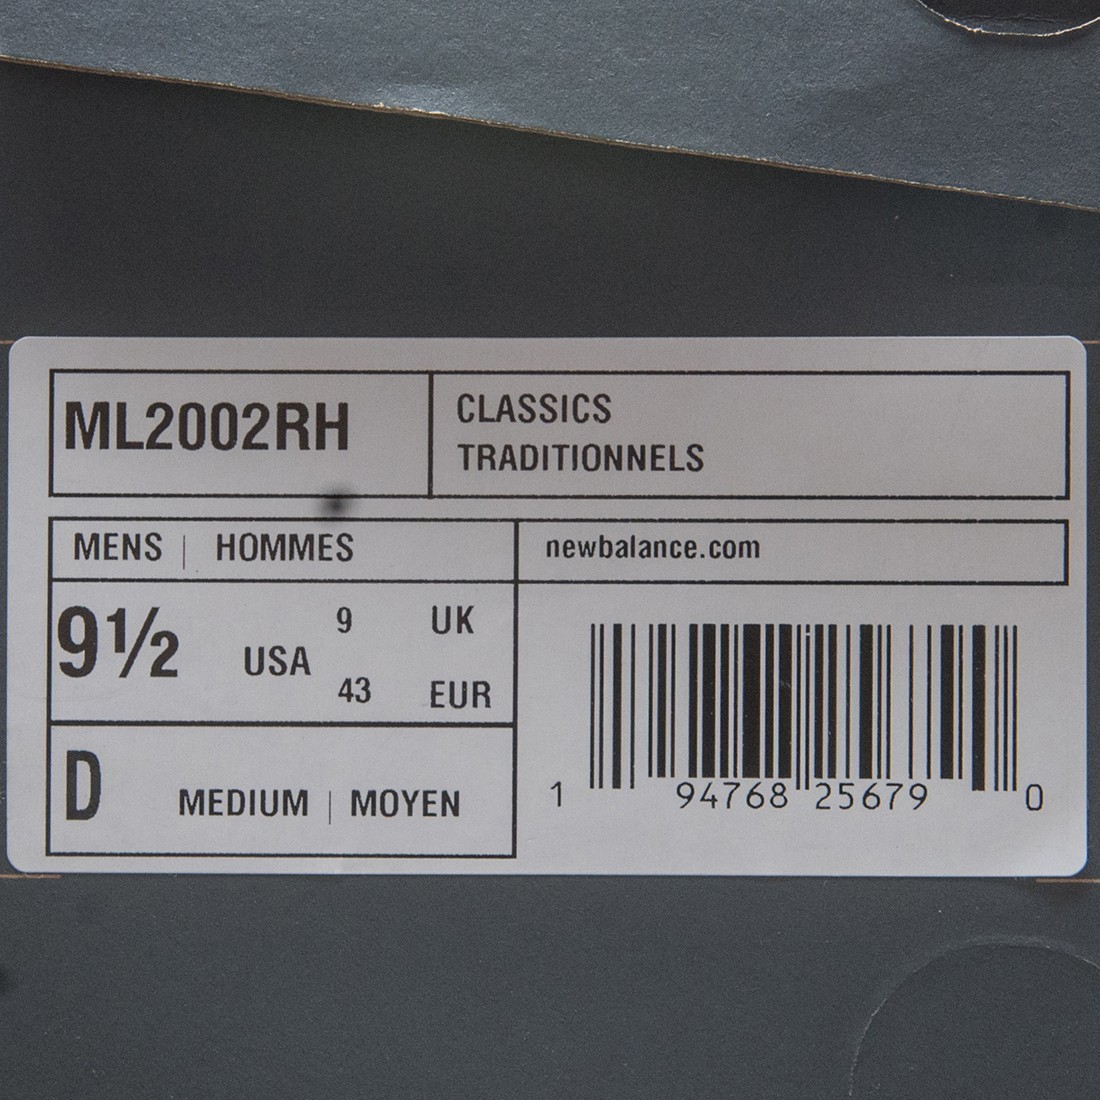 ML2002RH
CLASSICS
TRADITIONNELS
MENS | HOMMES
newbalance.com
9½ USA
9 UK
43 EUR
D MEDIUM | MOYEN
1 94768 25679 0